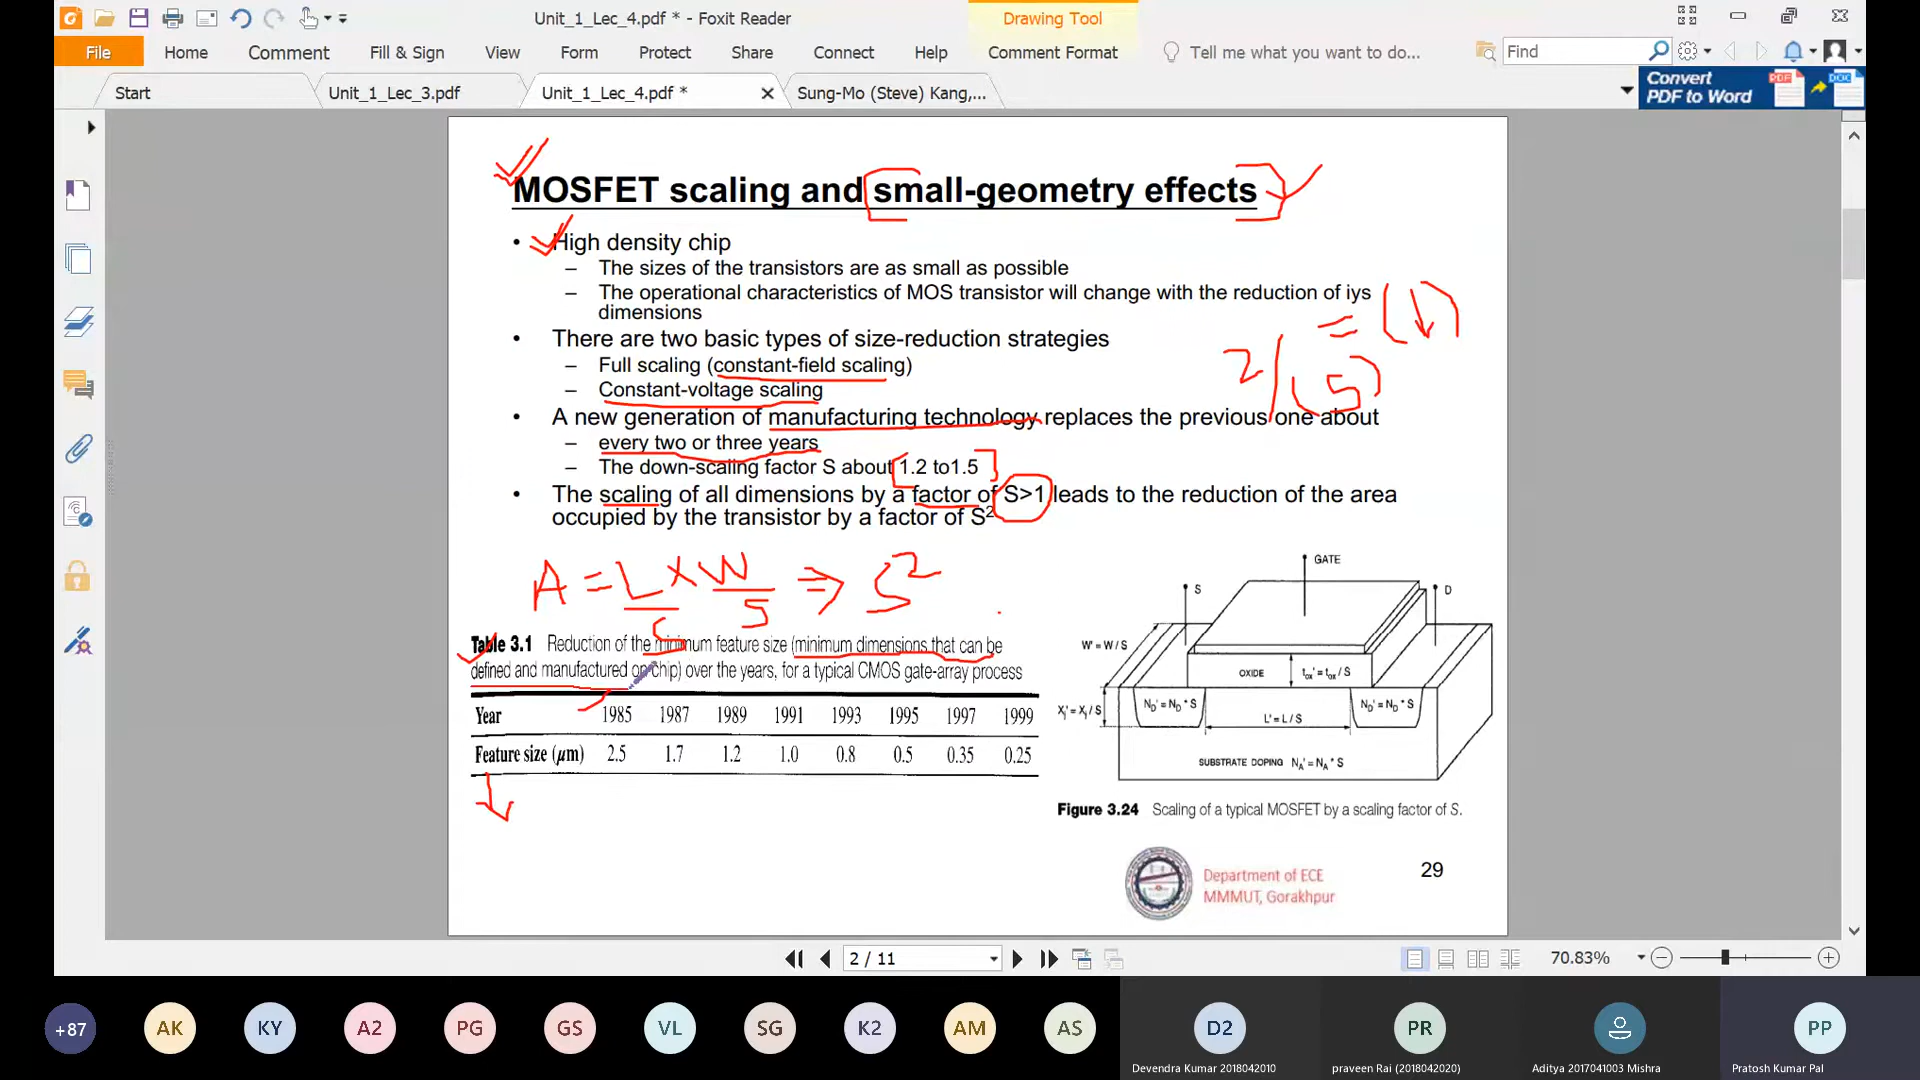 Unit_1_Lec_4.pdf * - Foxit Reader
Drawing Tool
File Home Comment Fill & Sign View Form Protect Share Connect Help Comment Format Tell me what you want to do... Find
Start Unit_1_Lec_3.pdf Unit_1_Lec_4.pdf * Sung-Mo (Steve) Kang,...
Convert
PDF to Word
PDF DOC
MOSFET scaling and small-geometry effects
• High density chip
– The sizes of the transistors are as small as possible
– The operational characteristics of MOS transistor will change with the reduction of iys
dimensions
• There are two basic types of size-reduction strategies
– Full scaling (constant-field scaling)
– Constant-voltage scaling
• A new generation of manufacturing technology replaces the previous one about
– every two or three years
– The down-scaling factor S about 1.2 to1.5
• The scaling of all dimensions by a factor of S>1 leads to the reduction of the area
occupied by the transistor by a factor of S²
2/(S) = (↓)
A = L/S × W/S ⇒ S²
Table 3.1 Reduction of the minimum feature size (minimum dimensions that can be
defined and manufactured on chip) over the years, for a typical CMOS gate-array process
Year 1985 1987 1989 1991 1993 1995 1997 1999
Feature size (µm) 2.5 1.7 1.2 1.0 0.8 0.5 0.35 0.25
GATE
S
D
W' = W / S
OXIDE
tox' = tox / S
Xj' = Xj / S
ND' = ND * S
ND' = ND * S
L' = L / S
SUBSTRATE DOPING NA' = NA * S
Figure 3.24 Scaling of a typical MOSFET by a scaling factor of S.
Department of ECE
MMMUT, Gorakhpur
29
2 / 11
70.83%
+87 AK KY A2 PG GS VL SG K2 AM AS D2 PR PP
Devendra Kumar 2018042010 praveen Rai (2018042020) Aditya 2017041003 Mishra Pratosh Kumar Pal